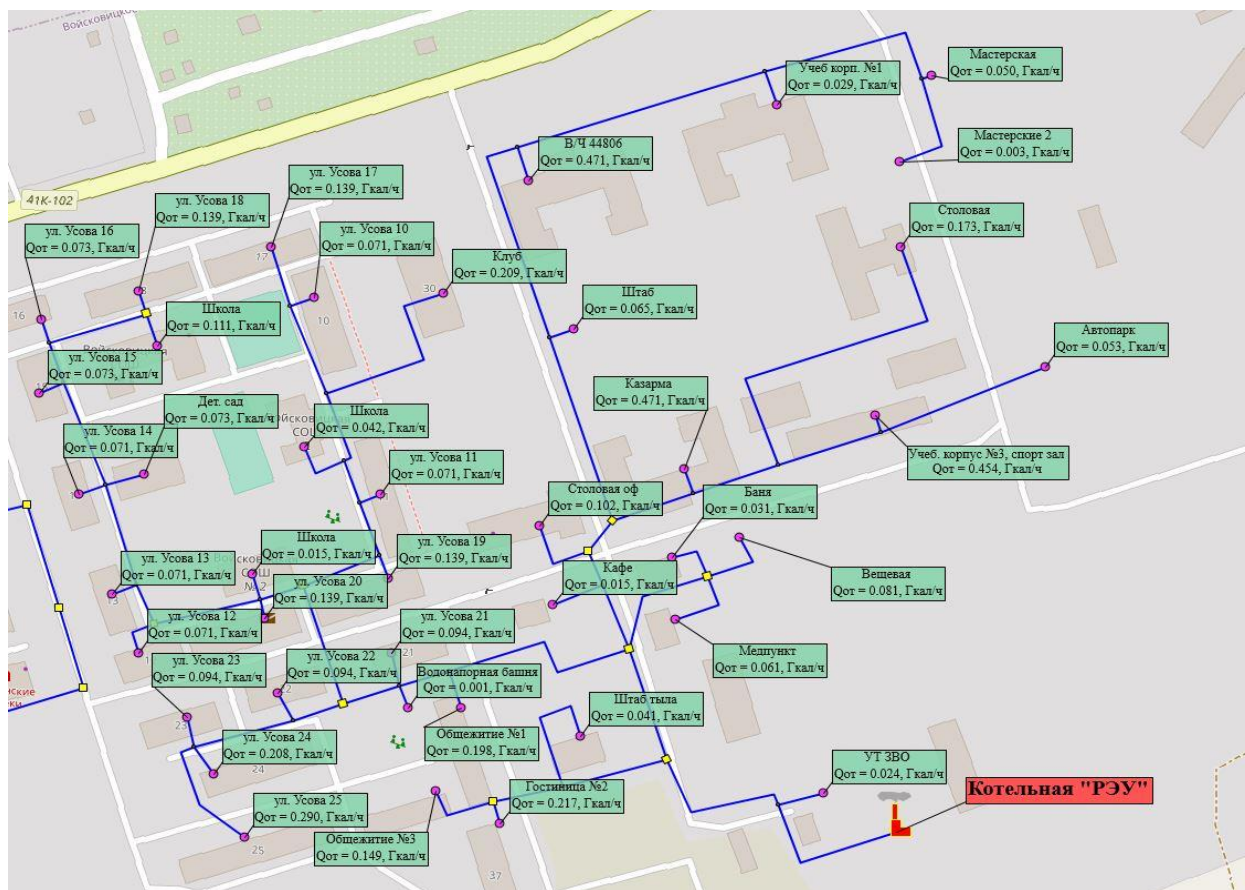 Войсковицкое
Мастерская
Qот = 0.050, Гкал/ч
Учеб корп. №1
Qот = 0.029, Гкал/ч
В/Ч 44806
Qот = 0.471, Гкал/ч
Мастерские 2
Qот = 0.003, Гкал/ч
ул. Усова 17
Qот = 0.139, Гкал/ч
41К-102
ул. Усова 18
Qот = 0.139, Гкал/ч
ул. Усова 16
Qот = 0.073, Гкал/ч
ул. Усова 10
Qот = 0.071, Гкал/ч
Столовая
Qот = 0.173, Гкал/ч
17
Клуб
Qот = 0.209, Гкал/ч
30
Штаб
Qот = 0.065, Гкал/ч
16
Школа
Qот = 0.111, Гкал/ч
10
Автопарк
Qот = 0.053, Гкал/ч
ул. Усова 15
Qот = 0.073, Гкал/ч
Казарма
Qот = 0.471, Гкал/ч
Дет. сад
Qот = 0.073, Гкал/ч
Школа
Qот = 0.042, Гкал/ч
ул. Усова 14
Qот = 0.071, Гкал/ч
Учеб. корпус №3, спорт зал
Qот = 0.454, Гкал/ч
ул. Усова 11
Qот = 0.071, Гкал/ч
Столовая оф
Qот = 0.102, Гкал/ч
Баня
Qот = 0.031, Гкал/ч
Школа
Qот = 0.015, Гкал/ч
ул. Усова 19
Qот = 0.139, Гкал/ч
ул. Усова 13
Qот = 0.071, Гкал/ч
Кафе
Qот = 0.015, Гкал/ч
Вещевая
Qот = 0.081, Гкал/ч
13
№ 2
ул. Усова 20
Qот = 0.139, Гкал/ч
ул. Усова 12
Qот = 0.071, Гкал/ч
ул. Усова 21
Qот = 0.094, Гкал/ч
21
Медпункт
Qот = 0.061, Гкал/ч
ул. Усова 23
Qот = 0.094, Гкал/ч
ул. Усова 22
Qот = 0.094, Гкал/ч
Водонапорная башня
Qот = 0.001, Гкал/ч
22
23
Штаб тыла
Qот = 0.041, Гкал/ч
ул. Усова 24
Qот = 0.208, Гкал/ч
24
Общежитие №1
Qот = 0.198, Гкал/ч
УТ ЗВО
Qот = 0.024, Гкал/ч
Котельная "РЭУ"
Гостиница №2
Qот = 0.217, Гкал/ч
ул. Усова 25
Qот = 0.290, Гкал/ч
25
Общежитие №3
Qот = 0.149, Гкал/ч
37